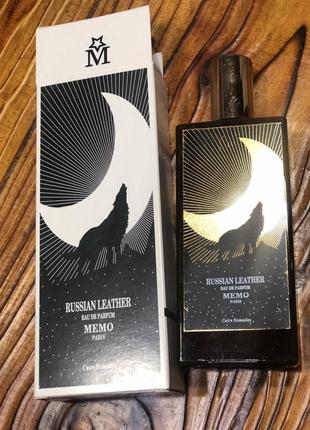 M
RUSSIAN LEATHER
EAU DE PARFUM
MEMO
PARIS
Cuirs Nomades
RUSSIAN LEATHER
EAU DE PARFUM
MEMO
PARIS
Cuirs Nomades